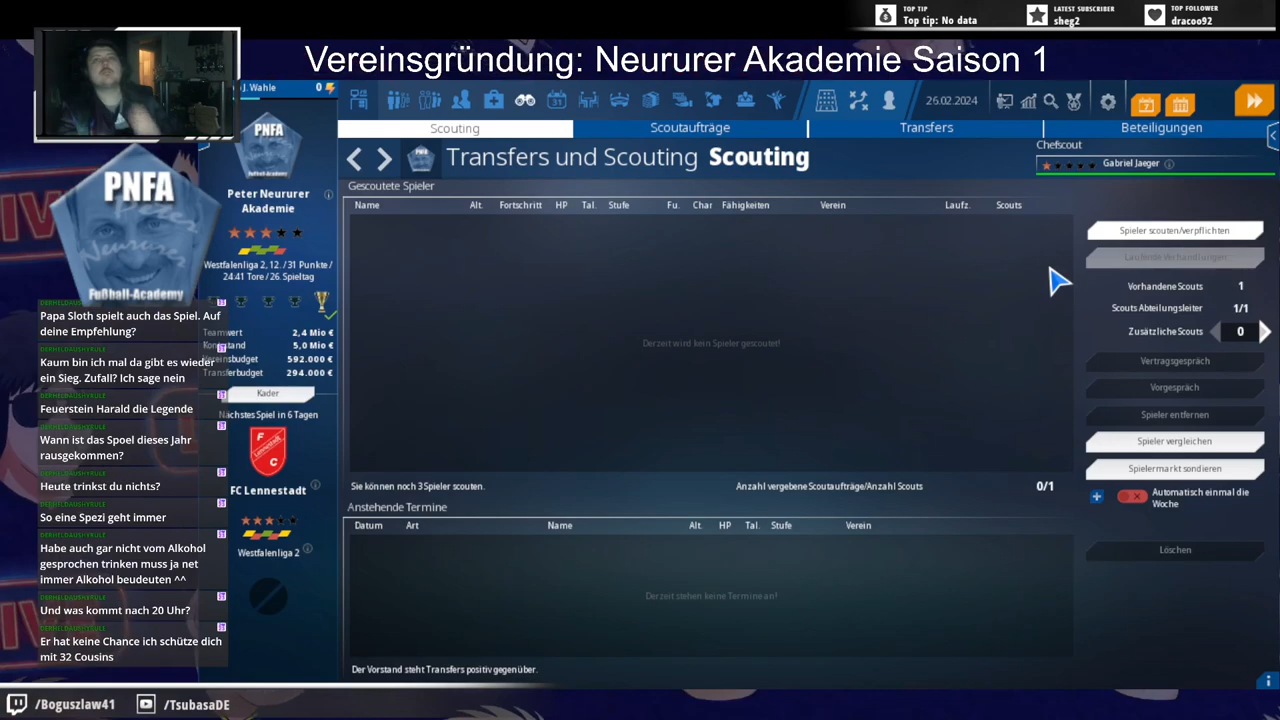 TOP TIP
Top tip: No data
LATEST SUBSCRIBER
sheg2
TOP FOLLOWER
dracoo92
Vereinsgründung: Neururer Akademie Saison 1
J. Wahle
0
26.02.2024
Scouting
Scoutaufträge
Transfers
Beteiligungen
Transfers und Scouting Scouting
Chefscout
Gabriel Jaeger
PNFA
Fußball-Academy
PNFA
Peter Neururer
Akademie
Westfalenliga 2, 12. / 31 Punkte /
24:41 Tore / 26. Spieltag
Teamwert 2,4 Mio €
5,0 Mio €
592.000 €
Transferbudget 294.000 €
Kader
Nächstes Spiel in 6 Tagen
FC Lennestadt
Westfalenliga 2
DERHELDAUSHYRULE
Papa Sloth spielt auch das Spiel. Auf
deine Empfehlung?
DERHELDAUSHYRULE
Kaum bin ich mal da gibt es wieder
ein Sieg. Zufall? Ich sage nein
DERHELDAUSHYRULE
Feuerstein Harald die Legende
DERHELDAUSHYRULE
Wann ist das Spoel dieses Jahr
rausgekommen?
DERHELDAUSHYRULE
Heute trinkst du nichts?
DERHELDAUSHYRULE
So eine Spezi geht immer
DERHELDAUSHYRULE
Habe auch gar nicht vom Alkohol
gesprochen trinken muss ja net
immer Alkohol beudeuten ^^
DERHELDAUSHYRULE
Und was kommt nach 20 Uhr?
DERHELDAUSHYRULE
Er hat keine Chance ich schütze dich
mit 32 Cousins
Gescoutete Spieler
Name Alt. Fortschritt HP Tal. Stufe Fu. Char Fähigkeiten Verein Laufz. Scouts
Derzeit wird kein Spieler gescoutet!
Sie können noch 3 Spieler scouten.
Anzahl vergebene Scoutaufträge/Anzahl Scouts 0/1
Anstehende Termine
Datum Art Name Alt. HP Tal. Stufe Verein
Derzeit stehen keine Termine an!
Der Vorstand steht Transfers positiv gegenüber.
Spieler scouten/verpflichten
Laufende Verhandlungen
Vorhandene Scouts 1
Scouts Abteilungsleiter 1/1
Zusätzliche Scouts 0
Vertragsgespräch
Vorgespräch
Spieler entfernen
Spieler vergleichen
Spielermarkt sondieren
Automatisch einmal die
Woche
Löschen
/Boguszlaw41
/TsubasaDE